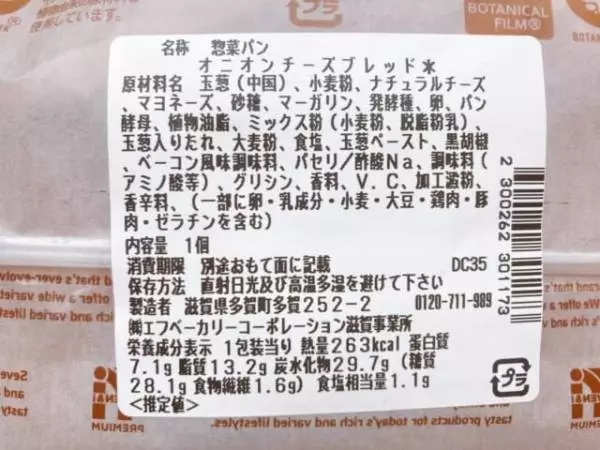 使用しています。
プラ
BOTANICAL
FILM®
名称 惣菜パン
オニオンチーズブレッド*
原材料名 玉葱(中国)、小麦粉、ナチュラルチーズ
、マヨネーズ、砂糖、マーガリン、発酵種、卵、パン
酵母、植物油脂、ミックス粉(小麦粉、脱脂粉乳)、
玉葱入りたれ、大麦粉、食塩、玉葱ペースト、黒胡椒
、ベーコン風味調味料、パセリ/酢酸Na、調味料(
アミノ酸等)、グリシン、香料、V.C、加工澱粉、
香辛料、(一部に卵・乳成分・小麦・大豆・鶏肉・豚
肉・ゼラチンを含む)
内容量 1個
消費期限 別途おもて面に記載 DC35
保存方法 直射日光及び高温多湿を避けて下さい
製造者 滋賀県多賀町多賀252-2 0120-711-989
㈱エフベーカリーコーポレーション滋賀事業所
栄養成分表示 1包装当り 熱量263kcal 蛋白質
7.1g 脂質13.2g 炭水化物29.7g (糖質
28.1g 食物繊維1.6g) 食塩相当量1.1g
<推定値>
2 300262 301173
プラ
PREMIUM
PREMIUM